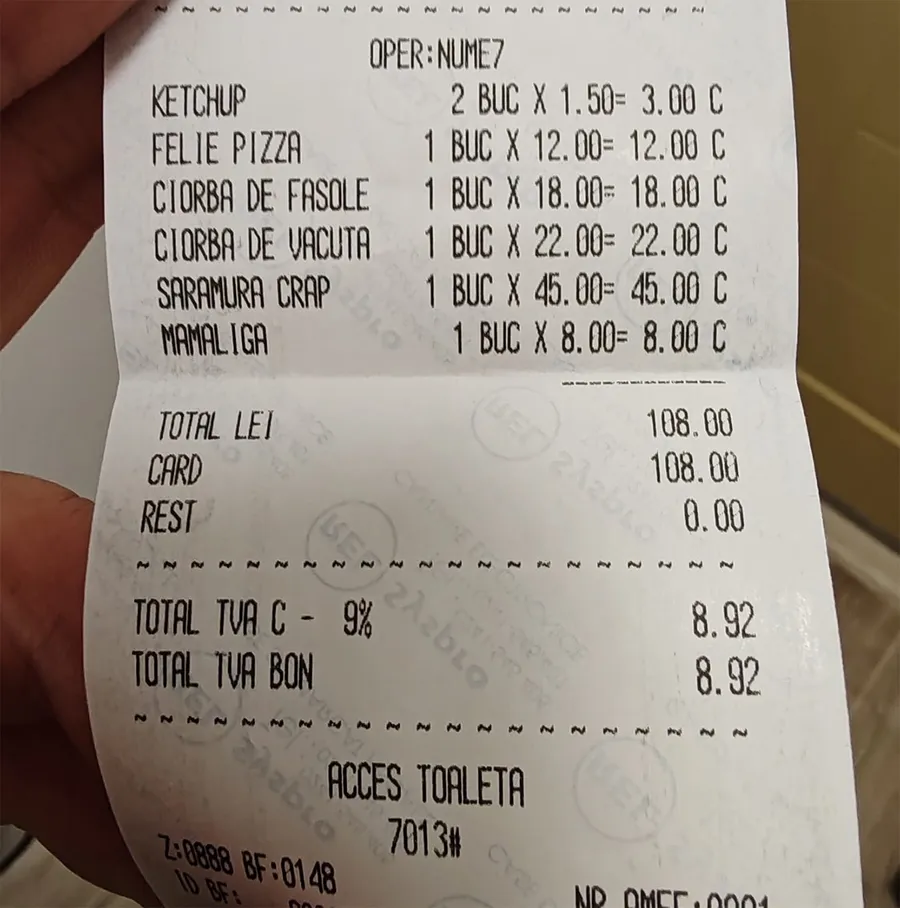 OPER:NUME7
KETCHUP 2 BUC X 1.50= 3.00 C
FELIE PIZZA 1 BUC X 12.00= 12.00 C
CIORBA DE FASOLE 1 BUC X 18.00= 18.00 C
CIORBA DE VACUTA 1 BUC X 22.00= 22.00 C
SARAMURA CRAP 1 BUC X 45.00= 45.00 C
MAMALIGA 1 BUC X 8.00= 8.00 C
TOTAL LEI 108.00
CARD 108.00
REST 0.00
TOTAL TVA C - 9% 8.92
TOTAL TVA BON 8.92
ACCES TOALETA
7013#
Z:0888 BF:0148
ID BF: